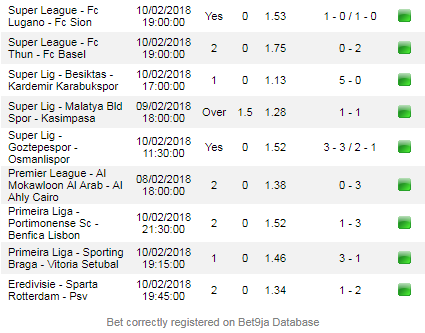 Super League - Fc Lugano - Fc Sion 10/02/2018 19:00:00 Yes 0 1.53 1 - 0 / 1 - 0
Super League - Fc Thun - Fc Basel 10/02/2018 19:00:00 2 0 1.75 0 - 2
Super Lig - Besiktas - Kardemir Karabukspor 10/02/2018 17:00:00 1 0 1.13 5 - 0
Super Lig - Malatya Bld Spor - Kasimpasa 09/02/2018 18:00:00 Over 1.5 1.28 1 - 1
Super Lig - Goztepespor - Osmanlispor 10/02/2018 11:30:00 Yes 0 1.52 3 - 3 / 2 - 1
Premier League - Al Mokawloon Al Arab - Al Ahly Cairo 08/02/2018 18:00:00 2 0 1.38 0 - 3
Primeira Liga - Portimonense Sc - Benfica Lisbon 10/02/2018 21:30:00 2 0 1.52 1 - 3
Primeira Liga - Sporting Braga - Vitoria Setubal 10/02/2018 19:15:00 1 0 1.46 3 - 1
Eredivisie - Sparta Rotterdam - Psv 10/02/2018 19:45:00 2 0 1.34 1 - 2
Bet correctly registred on Bet9ja Database